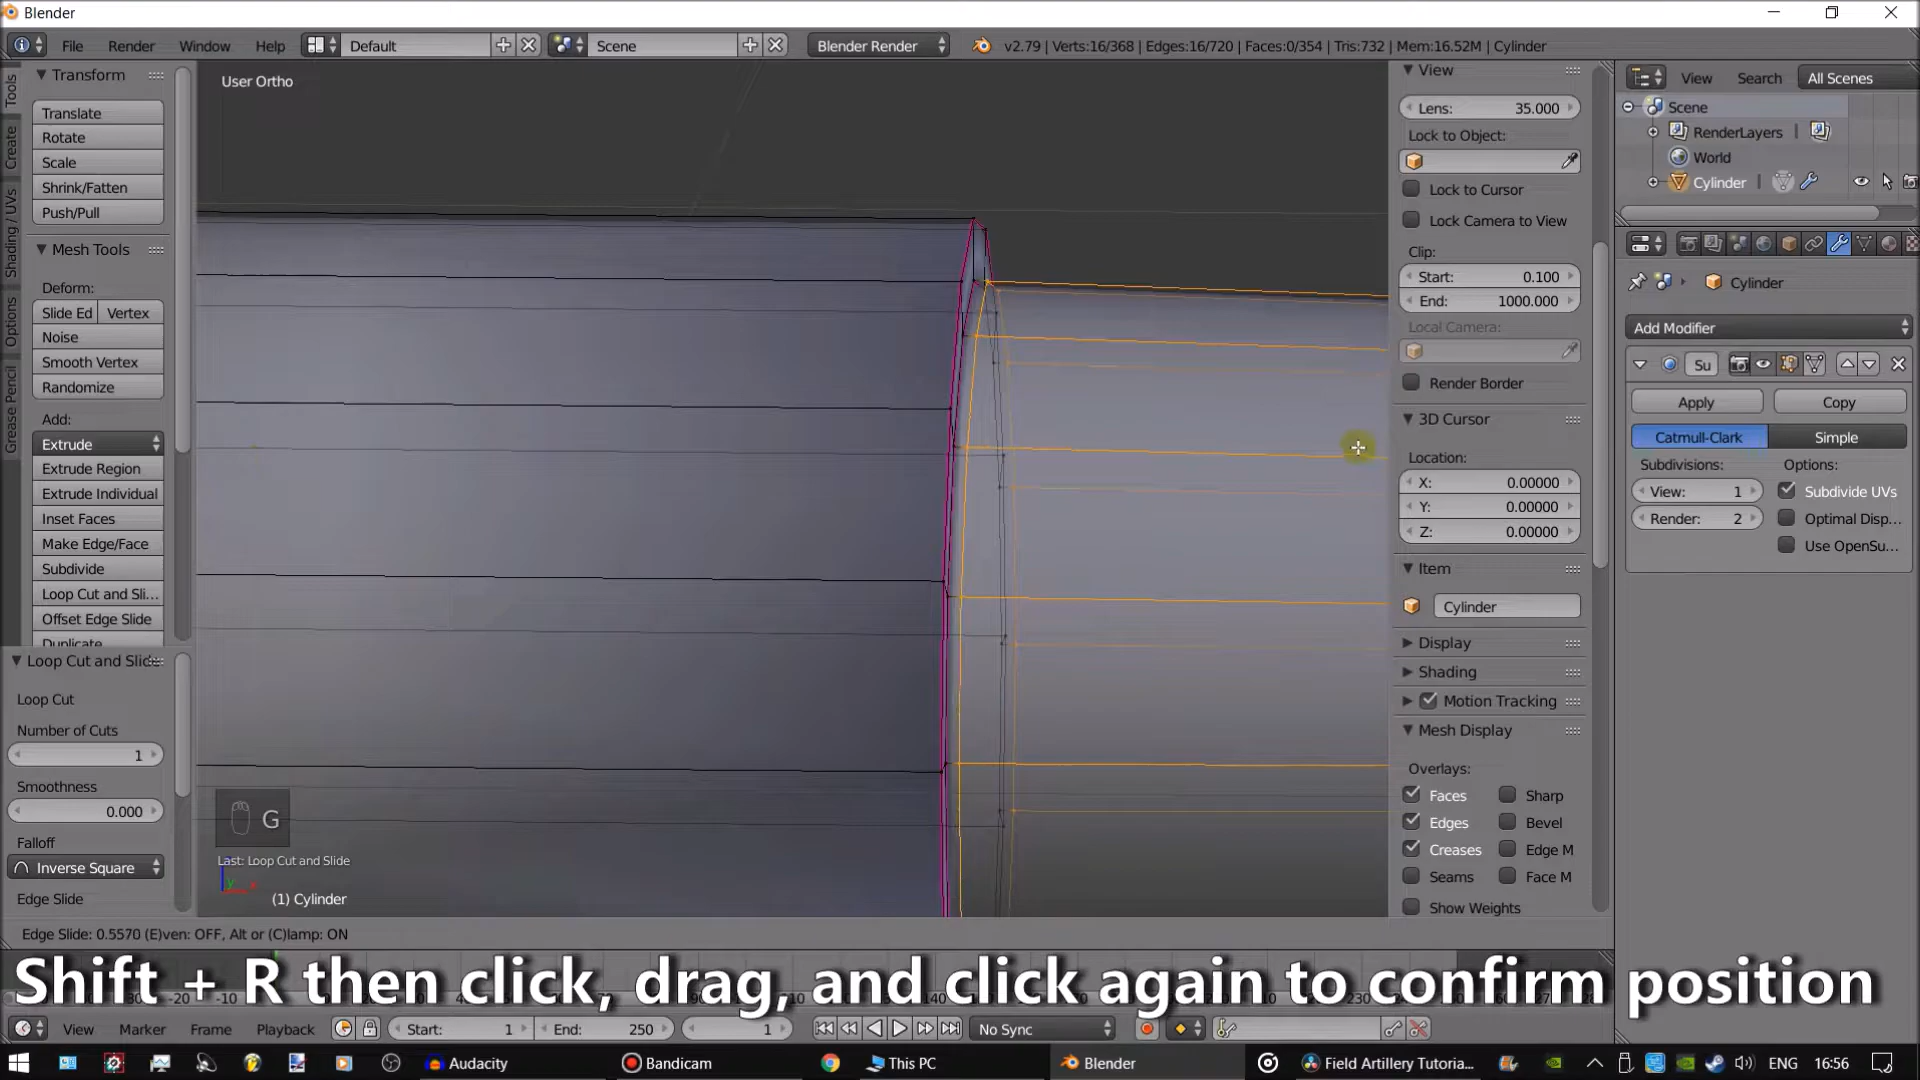 Blender
File Render Window Help Default Scene Blender Render v2.79 | Verts:16/368 | Edges:16/720 | Faces:0/354 | Tris:732 | Mem:16.52M | Cylinder
Tools
Create
Shading / UVs
Options
Grease Pencil
Transform
Translate
Rotate
Scale
Shrink/Fatten
Push/Pull
Mesh Tools
Deform:
Slide Ed Vertex
Noise
Smooth Vertex
Randomize
Add:
Extrude
Extrude Region
Extrude Individual
Inset Faces
Make Edge/Face
Subdivide
Loop Cut and Sli...
Offset Edge Slide
Duplicate
Loop Cut and Slide
Loop Cut
Number of Cuts
1
Smoothness
0.000
Falloff
Inverse Square
Edge Slide
User Ortho
G
Last: Loop Cut and Slide
(1) Cylinder
Edge Slide: 0.5570 (E)ven: OFF, Alt or (C)lamp: ON
View
Lens: 35.000
Lock to Object:
Lock to Cursor
Lock Camera to View
Clip:
Start: 0.100
End: 1000.000
Local Camera:
Render Border
3D Cursor
Location:
X: 0.00000
Y: 0.00000
Z: 0.00000
Item
Cylinder
Display
Shading
Motion Tracking
Mesh Display
Overlays:
Faces Sharp
Edges Bevel
Creases Edge M
Seams Face M
Show Weights
View Search All Scenes
Scene
RenderLayers
World
Cylinder
Cylinder
Add Modifier
Su
Apply Copy
Catmull-Clark Simple
Subdivisions: Options:
View: 1 Subdivide UVs
Render: 2 Optimal Disp...
Use OpenSu...
Shift + R then click, drag, and click again to confirm position
View Marker Frame Playback Start: 1 End: 250 1 No Sync
Audacity Bandicam This PC Blender Field Artillery Tutoria... ENG 16:56